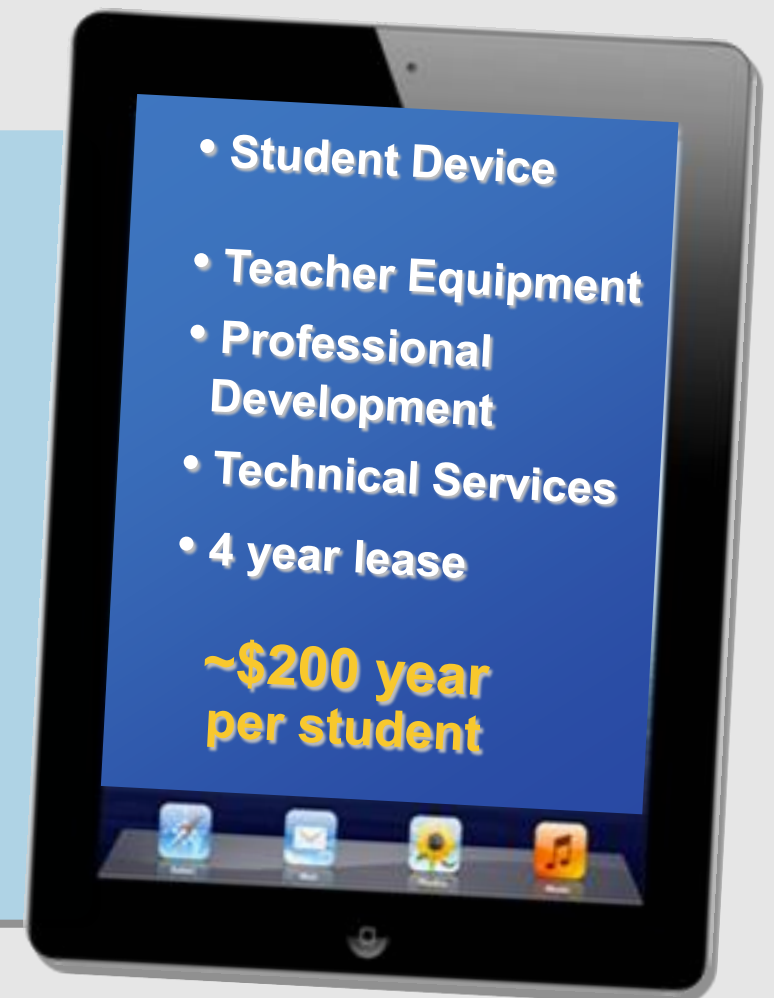 • Student Device
• Teacher Equipment
• Professional
Development
• Technical Services
• 4 year lease
~$200 year
per student